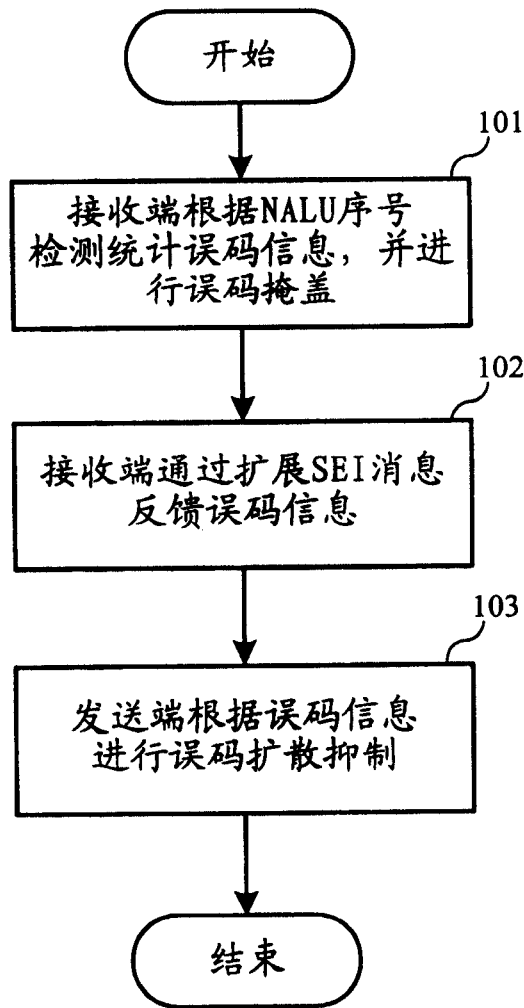 开始
101
接收端根据NALU序号
检测统计误码信息，并进
行误码掩盖
102
接收端通过扩展SEI消息
反馈误码信息
103
发送端根据误码信息
进行误码扩散抑制
结束